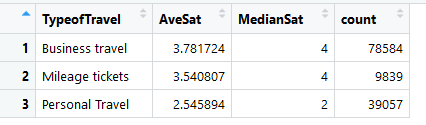 TypeofTravel AveSat MedianSat count
1 Business travel 3.781724 4 78584
2 Mileage tickets 3.540807 4 9839
3 Personal Travel 2.545894 2 39057